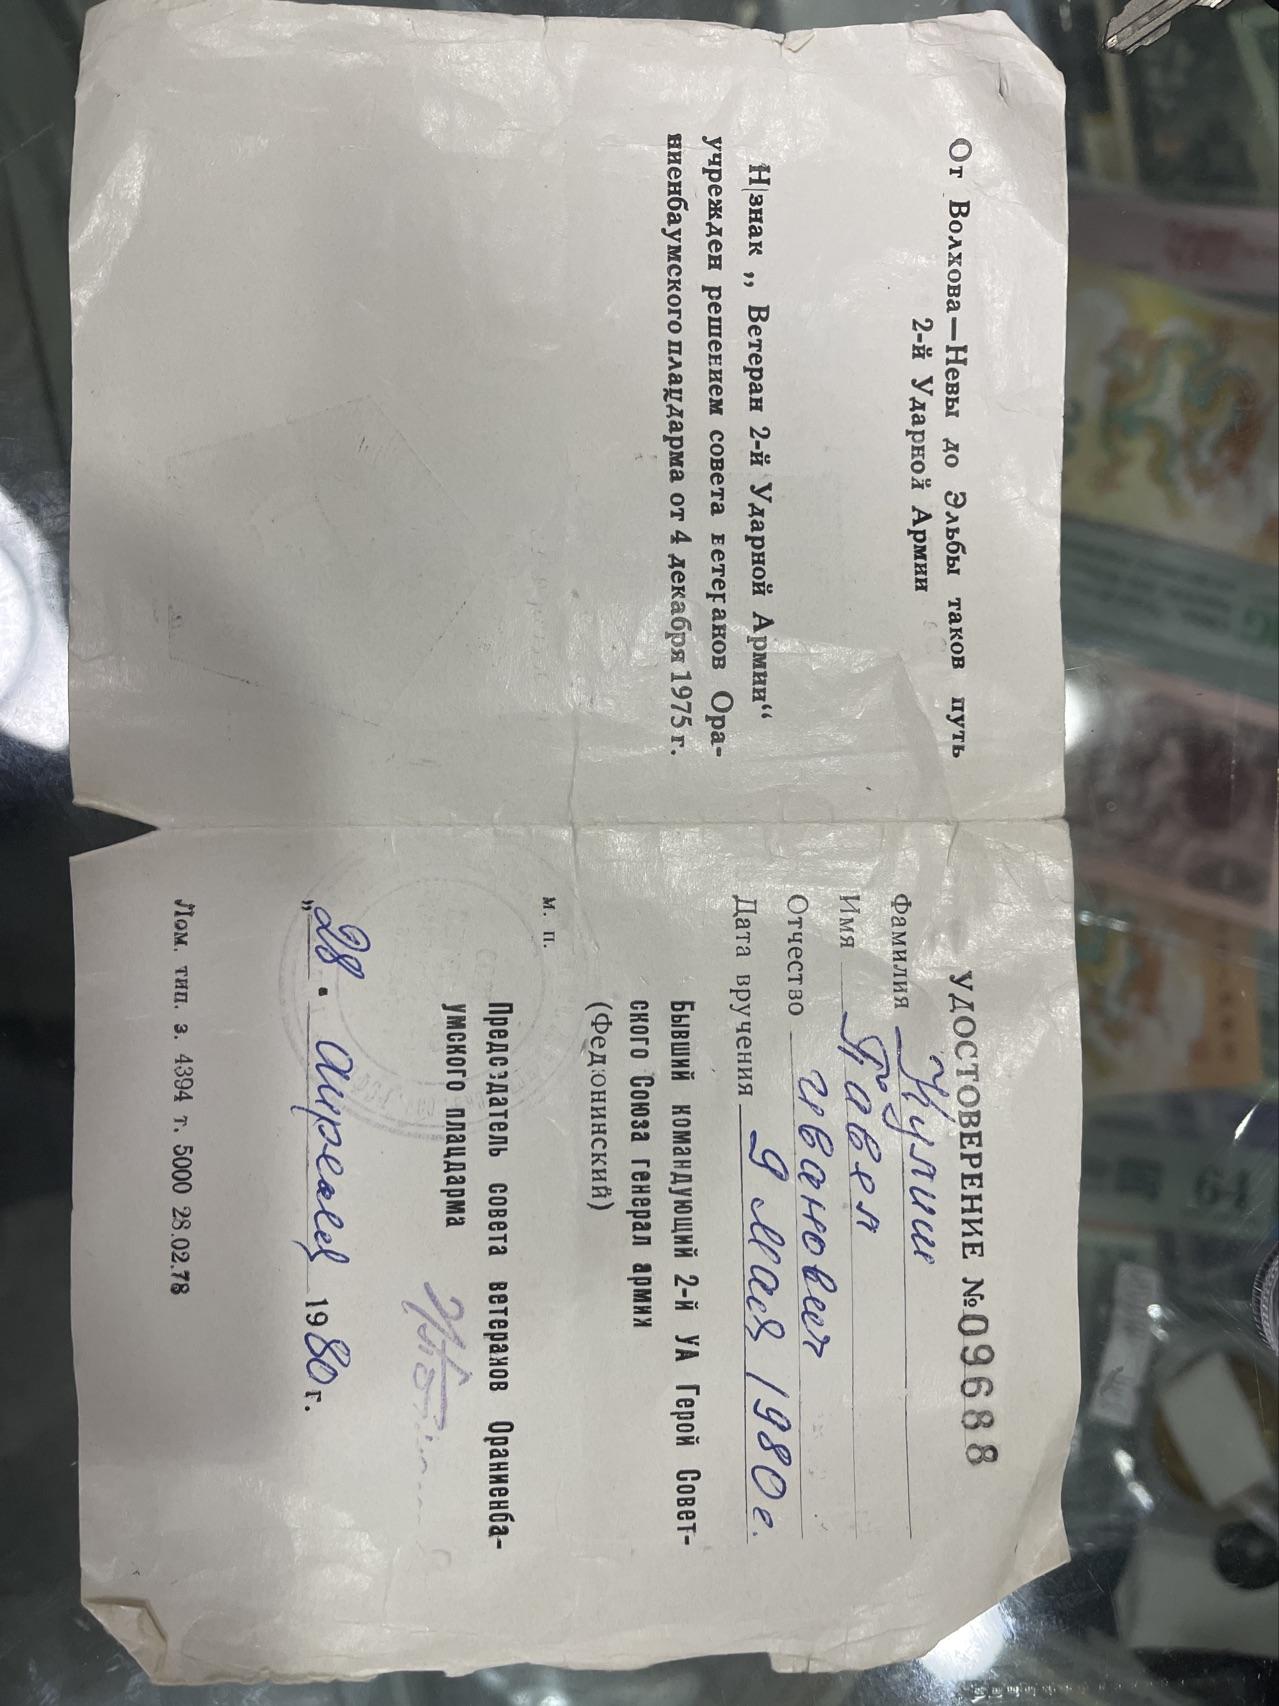 От Волхова—Невы до Эльбы таков путь
2-й Ударной Армии
Н|знак „ Ветеран 2-й Ударной Армии“
учрежден решением совета ветеранов Ора-
ниенбаумского плацдарма от 4 декабря 1975 г.
УДОСТОВЕРЕНИЕ №09688
Фамилия Кулиш
Имя Павел
Отчество Иванович
Дата вручения 9 мая 1980 г.
Бывший командующий 2-й УА Герой Совет-
ского Союза генерал армии
(Федюнинский)
м. п.
Председатель совета ветеранов Ораниенба-
умского плацдарма
„28. апреля 1980 г.
Лом. тип. з. 4394 т. 5000 28.02.78